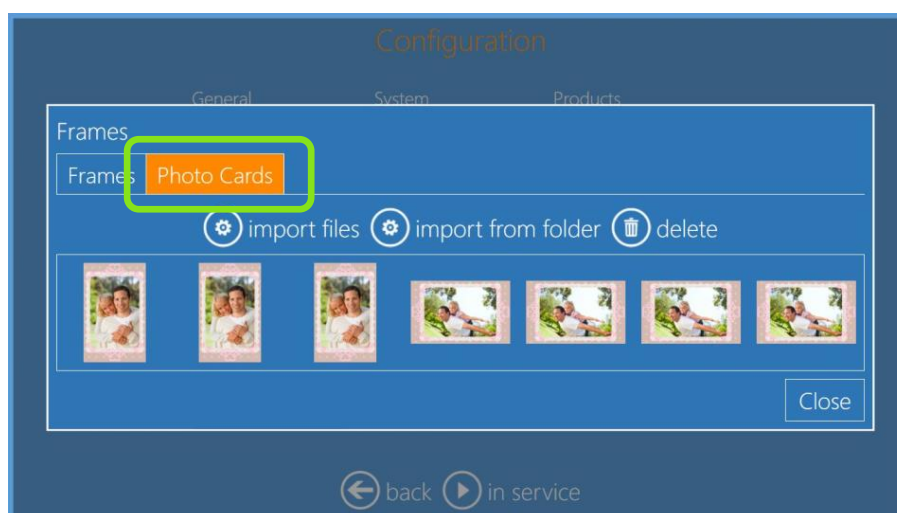 Configuration
General System Products
Frames
Frames Photo Cards
import files import from folder delete
Close
back in service